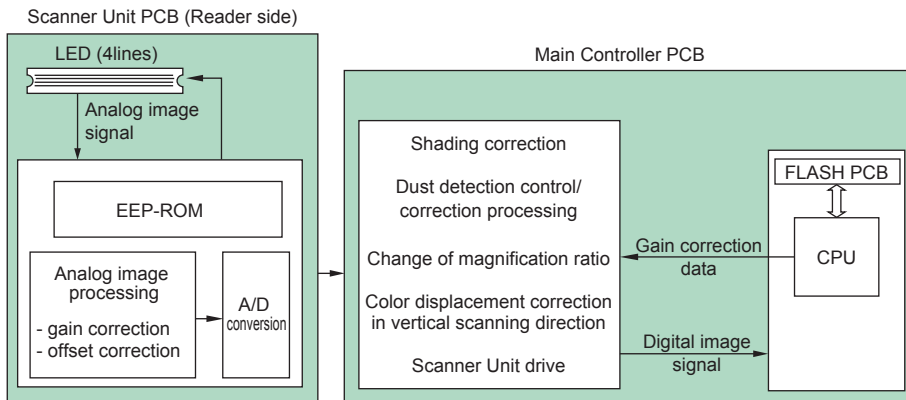 Scanner Unit PCB (Reader side)
LED (4lines)
Analog image
signal
EEP-ROM
Analog image
processing
- gain correction
- offset correction
A/D
conversion
Main Controller PCB
Shading correction
Dust detection control/
correction processing
Change of magnification ratio
Color displacement correction
in vertical scanning direction
Scanner Unit drive
Gain correction
data
Digital image
signal
FLASH PCB
CPU